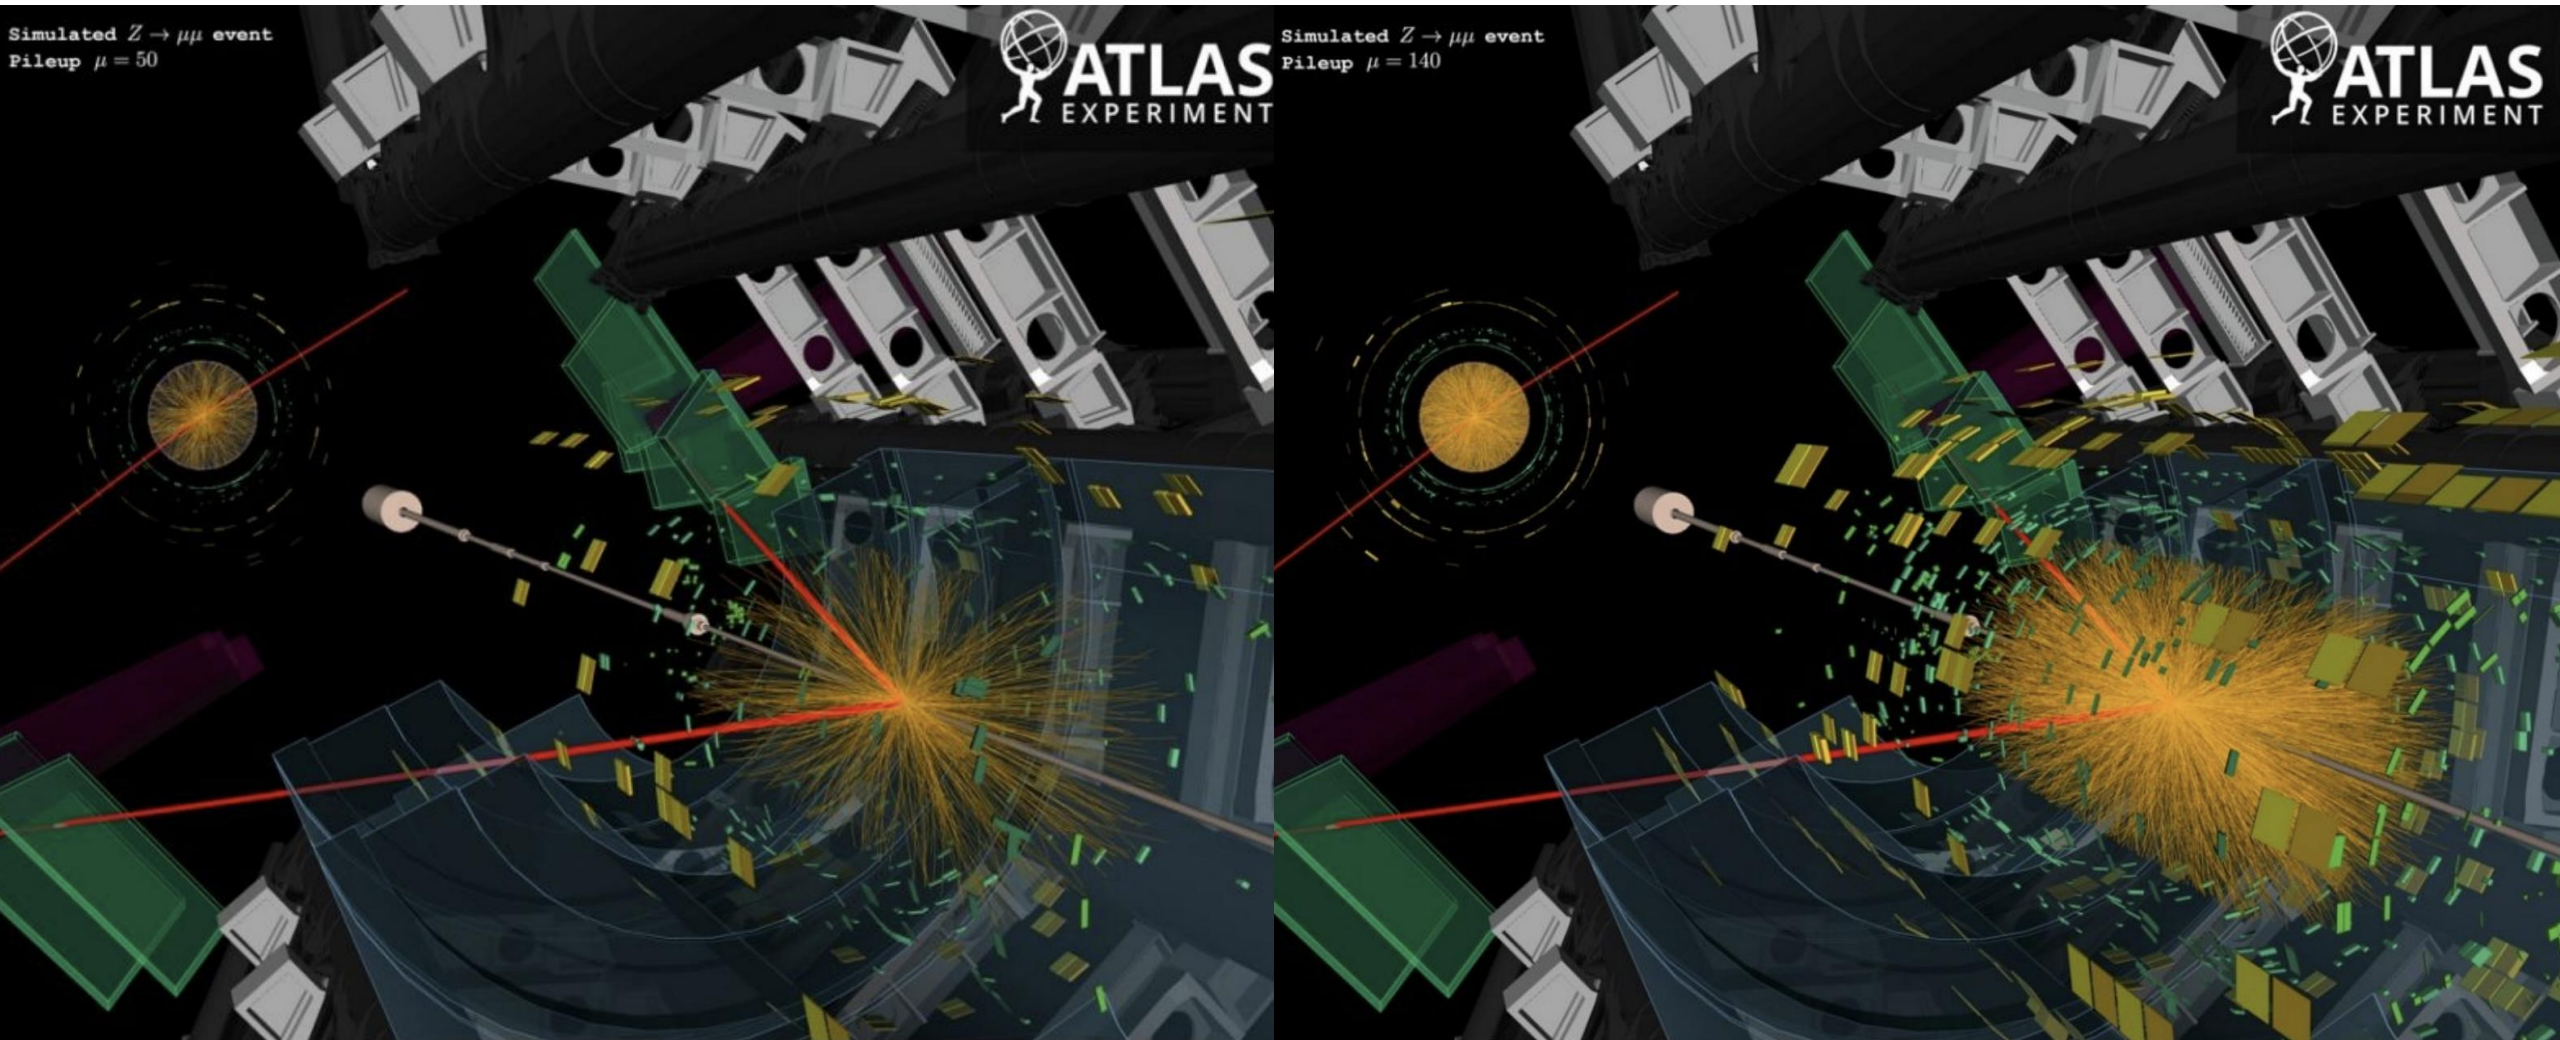 Simulated Z → μμ event
Pileup μ = 50
ATLAS
EXPERIMENT
Simulated Z → μμ event
Pileup μ = 140
ATLAS
EXPERIMENT